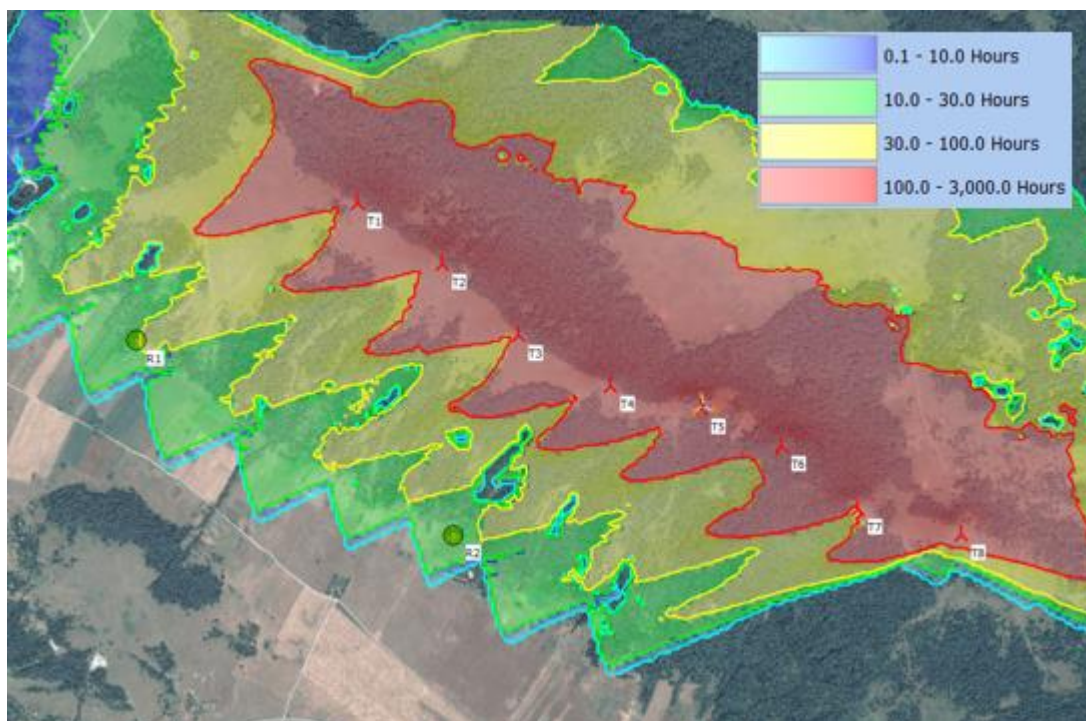 0.1 - 10.0 Hours
10.0 - 30.0 Hours
30.0 - 100.0 Hours
100.0 - 3,000.0 Hours
T1
T2
T3
R1
T4
T5
T6
T7
R2
T8